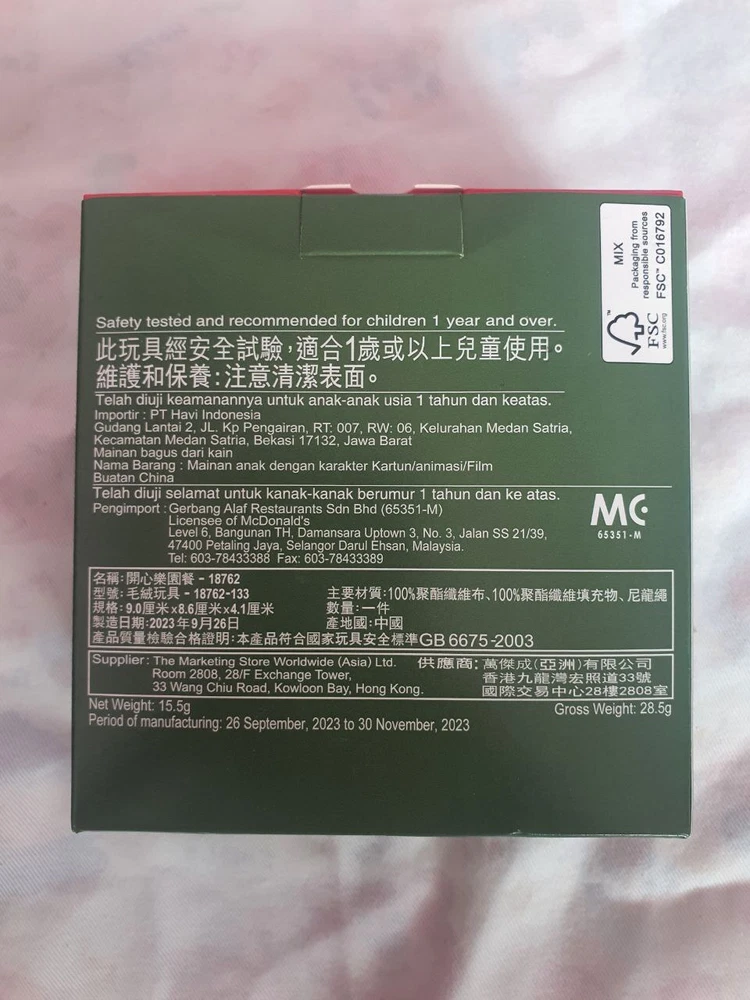 MIX
Packaging from
responsible sources
FSC™ C016792
FSC
www.fsc.org
Safety tested and recommended for children 1 year and over.
此玩具經安全試驗，適合1歲或以上兒童使用。
維護和保養：注意清潔表面。
Telah diuji keamanannya untuk anak-anak usia 1 tahun dan keatas.
Importir : PT Havi Indonesia
Gudang Lantai 2, JL. Kp Pengairan, RT: 007, RW: 06, Kelurahan Medan Satria,
Kecamatan Medan Satria, Bekasi 17132, Jawa Barat
Mainan bagus dari kain
Nama Barang : Mainan anak dengan karakter Kartun/animasi/Film
Buatan China
Telah diuji selamat untuk kanak-kanak berumur 1 tahun dan ke atas.
Pengimport : Gerbang Alaf Restaurants Sdn Bhd (65351-M)
Licensee of McDonald's
Level 6, Bangunan TH, Damansara Uptown 3, No. 3, Jalan SS 21/39,
47400 Petaling Jaya, Selangor Darul Ehsan, Malaysia.
Tel: 603-78433388 Fax: 603-78433389
MC
65351-M
名稱：開心樂園餐 - 18762
型號：毛絨玩具 - 18762-133 主要材質：100%聚酯纖維布、100%聚酯纖維填充物、尼龍繩
規格：9.0厘米×8.6厘米×4.1厘米 數量：一件
製造日期：2023年9月26日 產地國：中國
產品質量檢驗合格證明：本產品符合國家玩具安全標準GB 6675-2003
Supplier : The Marketing Store Worldwide (Asia) Ltd. 供應商：萬傑成(亞洲)有限公司
Room 2808, 28/F Exchange Tower, 香港九龍灣宏照道33號
33 Wang Chiu Road, Kowloon Bay, Hong Kong. 國際交易中心28樓2808室
Net Weight: 15.5g Gross Weight: 28.5g
Period of manufacturing: 26 September, 2023 to 30 November, 2023